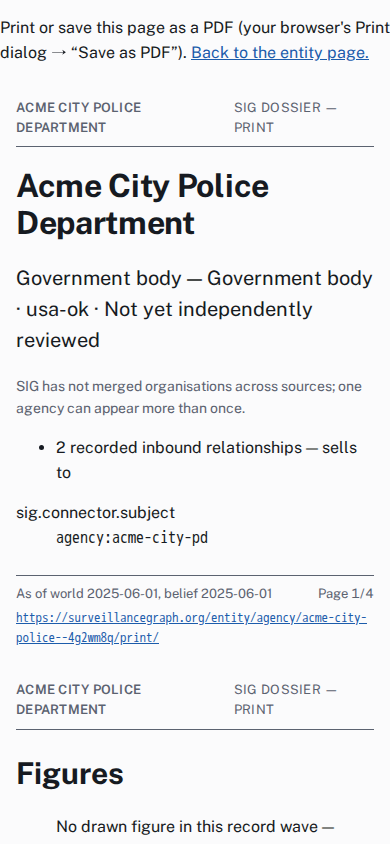 Print or save this page as a PDF (your browser's Print
dialog → “Save as PDF”). Back to the entity page.
ACME CITY POLICE DEPARTMENT
SIG DOSSIER — PRINT
Acme City Police
Department
Government body — Government body
· usa-ok · Not yet independently
reviewed
SIG has not merged organisations across sources; one
agency can appear more than once.
• 2 recorded inbound relationships — sells
to
sig.connector.subject
agency:acme-city-pd
As of world 2025-06-01, belief 2025-06-01 Page 1/4
https://surveillancegraph.org/entity/agency/acme-city-
police--4g2wm8q/print/
ACME CITY POLICE DEPARTMENT
SIG DOSSIER — PRINT
Figures
No drawn figure in this record wave —